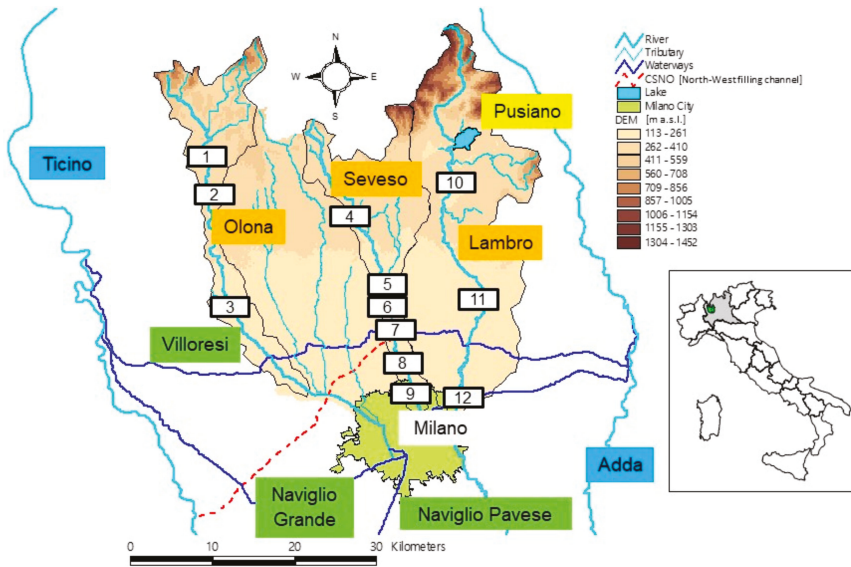 N
W
E
S
River
Tributary
Waterways
CSNO [North-West filling channel]
Lake
Milano City
DEM [m a.s.l.]
113 - 261
262 - 410
411 - 559
560 - 708
709 - 856
857 - 1005
1006 - 1154
1155 - 1303
1304 - 1452
Pusiano
Ticino
1
Seveso
10
2
4
Olona
Lambro
5
11
3
6
7
Villoresi
8
9
12
Milano
Adda
Naviglio
Grande
Naviglio Pavese
0 10 20 30 Kilometers